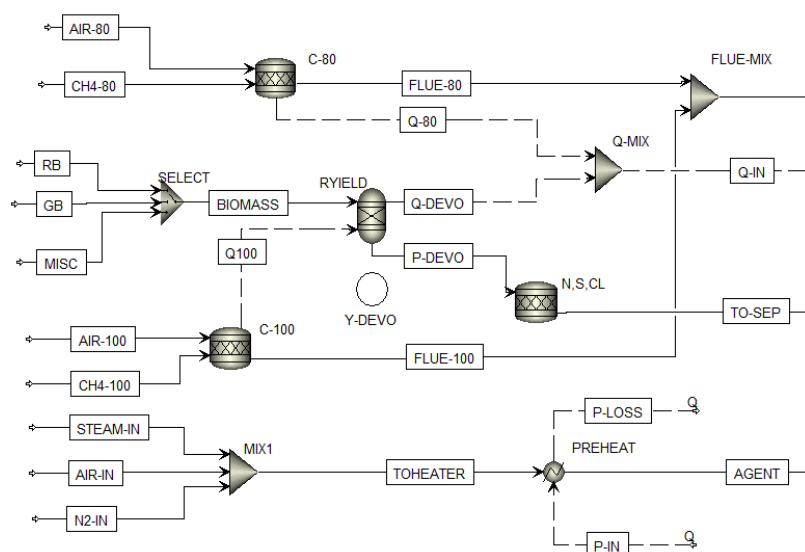 AIR-80
C-80
FLUE-MIX
CH4-80
FLUE-80
Q-80
Q-MIX
RB
SELECT
RYIELD
Q-IN
GB
BIOMASS
Q-DEVO
MISC
Q100
P-DEVO
N,S,CL
Y-DEVO
TO-SEP
AIR-100
C-100
CH4-100
FLUE-100
STEAM-IN
P-LOSS
Q
MIX1
PREHEAT
AIR-IN
TOHEATER
AGENT
N2-IN
P-IN
Q